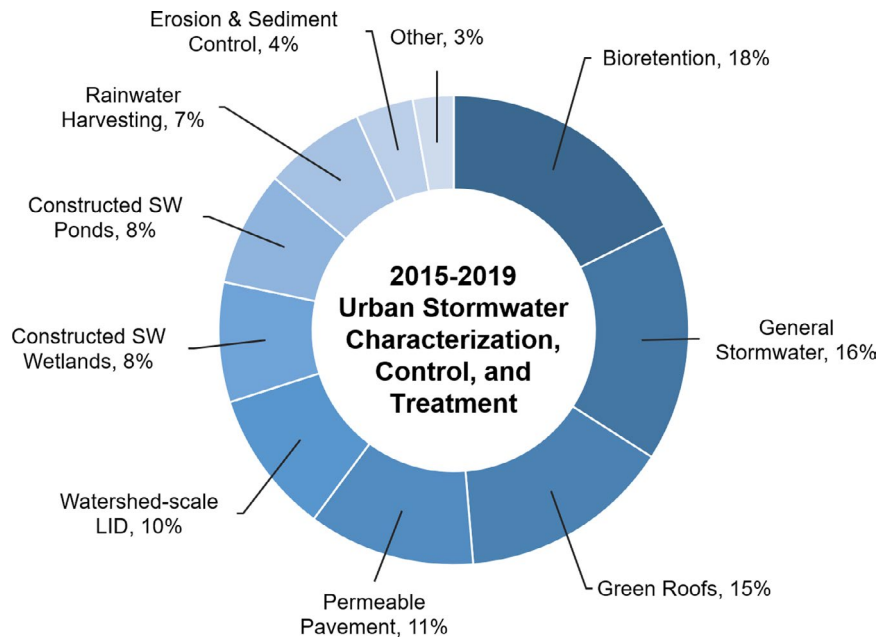 2015-2019
Urban Stormwater
Characterization,
Control, and
Treatment
Bioretention, 18%
General
Stormwater, 16%
Green Roofs, 15%
Permeable
Pavement, 11%
Watershed-scale
LID, 10%
Constructed SW
Wetlands, 8%
Constructed SW
Ponds, 8%
Rainwater
Harvesting, 7%
Erosion & Sediment
Control, 4%
Other, 3%